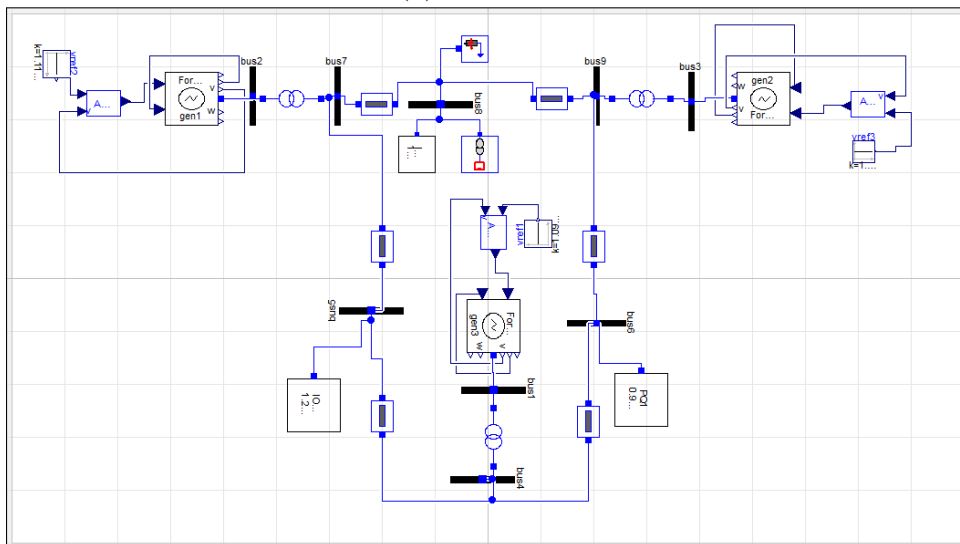 bus2
bus7
bus9
bus3
k=1.11...
vref2
For...
gen1
v
w
A...
v
bus8
gen2
For...
w
v
A...
v
vref3
k=1....
I...
A...
vref1
k=1.09...
For...
gen3
w
v
bus5
bus6
IO...
1.2...
bus1
PQ1
0.9...
bus4